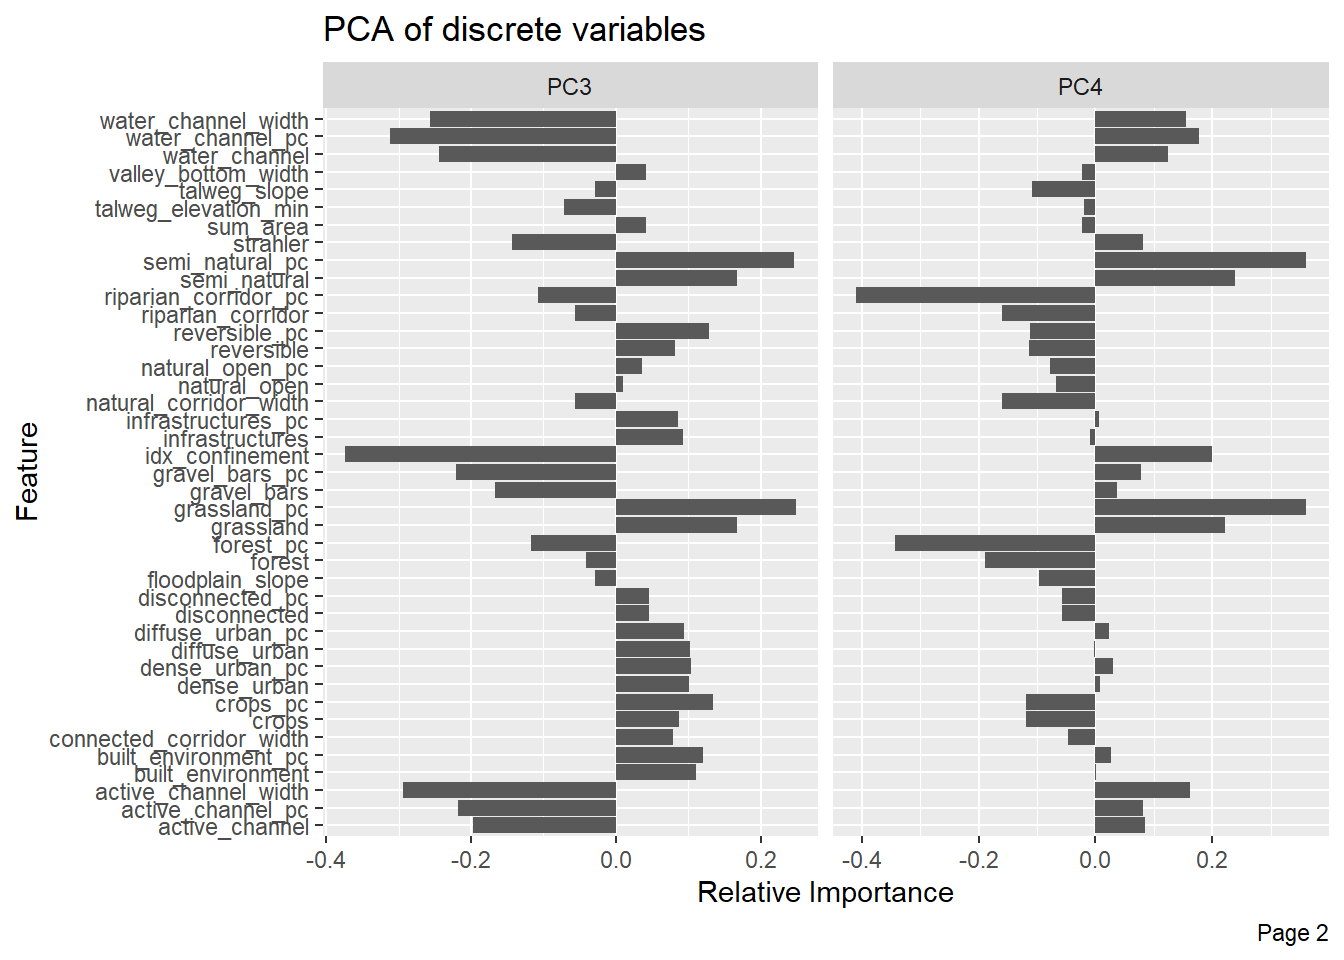 PCA of discrete variables
PC3
PC4
water_channel_width
water_channel_pc
water_channel
valley_bottom_width
talweg_slope
talweg_elevation_min
sum_area
strahler
semi_natural_pc
semi_natural
riparian_corridor_pc
riparian_corridor
reversible_pc
reversible
natural_open_pc
natural_open
natural_corridor_width
infrastructures_pc
infrastructures
idx_confinement
gravel_bars_pc
gravel_bars
grassland_pc
grassland
forest_pc
forest
floodplain_slope
disconnected_pc
disconnected
diffuse_urban_pc
diffuse_urban
dense_urban_pc
dense_urban
crops_pc
crops
connected_corridor_width
built_environment_pc
built_environment
active_channel_width
active_channel_pc
active_channel
Feature
-0.4 -0.2 0.0 0.2
-0.4 -0.2 0.0 0.2
Relative Importance
Page 2